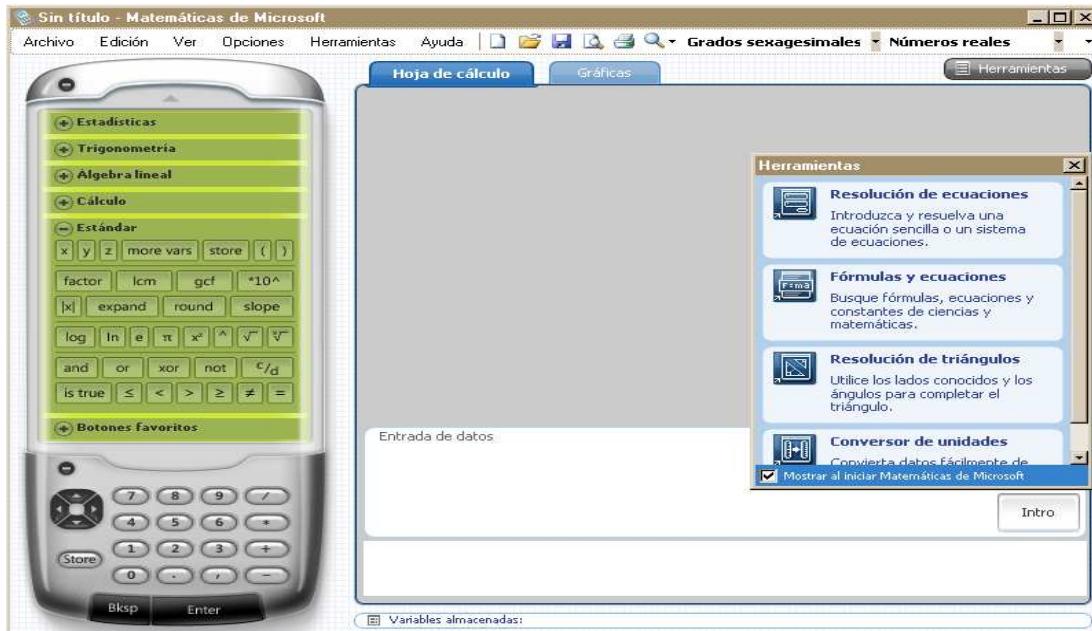 Sin título - Matemáticas de Microsoft
Archivo Edición Ver Opciones Herramientas Ayuda Grados sexagesimales Números reales
Hoja de cálculo Gráficas Herramientas
Estadísticas
Trigonometría
Álgebra lineal
Cálculo
Estándar
x y z more vars store ( )
factor lcm gcf *10^
|x| expand round slope
log ln e π x² ^ √ ∜
and or xor not c/d
is true ≤ < > ≥ ≠ =
Botones favoritos
7 8 9 /
4 5 6 *
Store
1 2 3 +
0 . , −
Bksp Enter
Herramientas
Resolución de ecuaciones
Introduzca y resuelva una
ecuación sencilla o un sistema
de ecuaciones.
F=ma
Fórmulas y ecuaciones
Busque fórmulas, ecuaciones y
constantes de ciencias y
matemáticas.
Resolución de triángulos
Utilice los lados conocidos y los
ángulos para completar el
triángulo.
Conversor de unidades
Convierta datos fácilmente de
Mostrar al iniciar Matemáticas de Microsoft
Entrada de datos
Intro
Variables almacenadas: